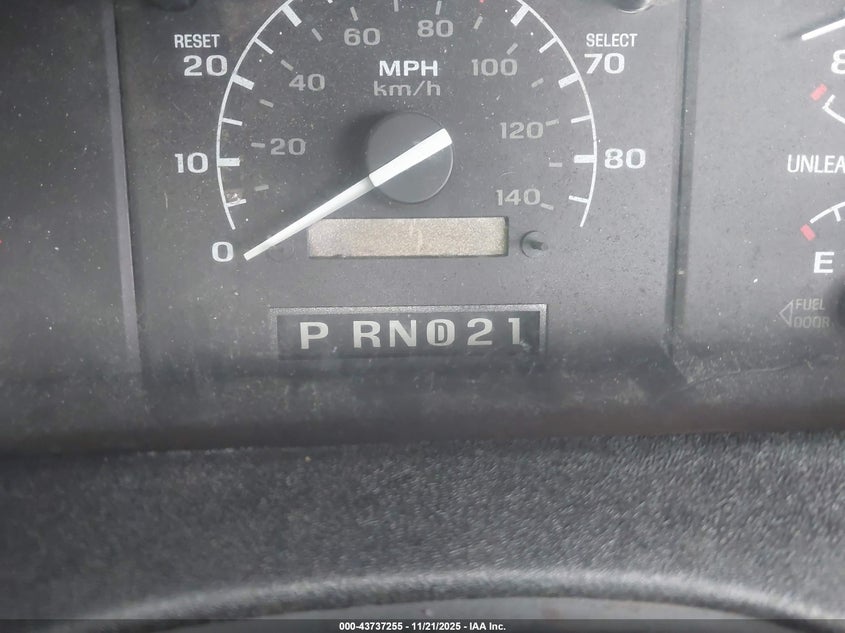 RESET
SELECT
60
80
20
40
MPH
km/h
100
70
10
20
120
80
140
0
UNLEA
E
FUEL
DOOR
P RN D 2 1
000-43737255 - 11/21/2025 - IAA Inc.